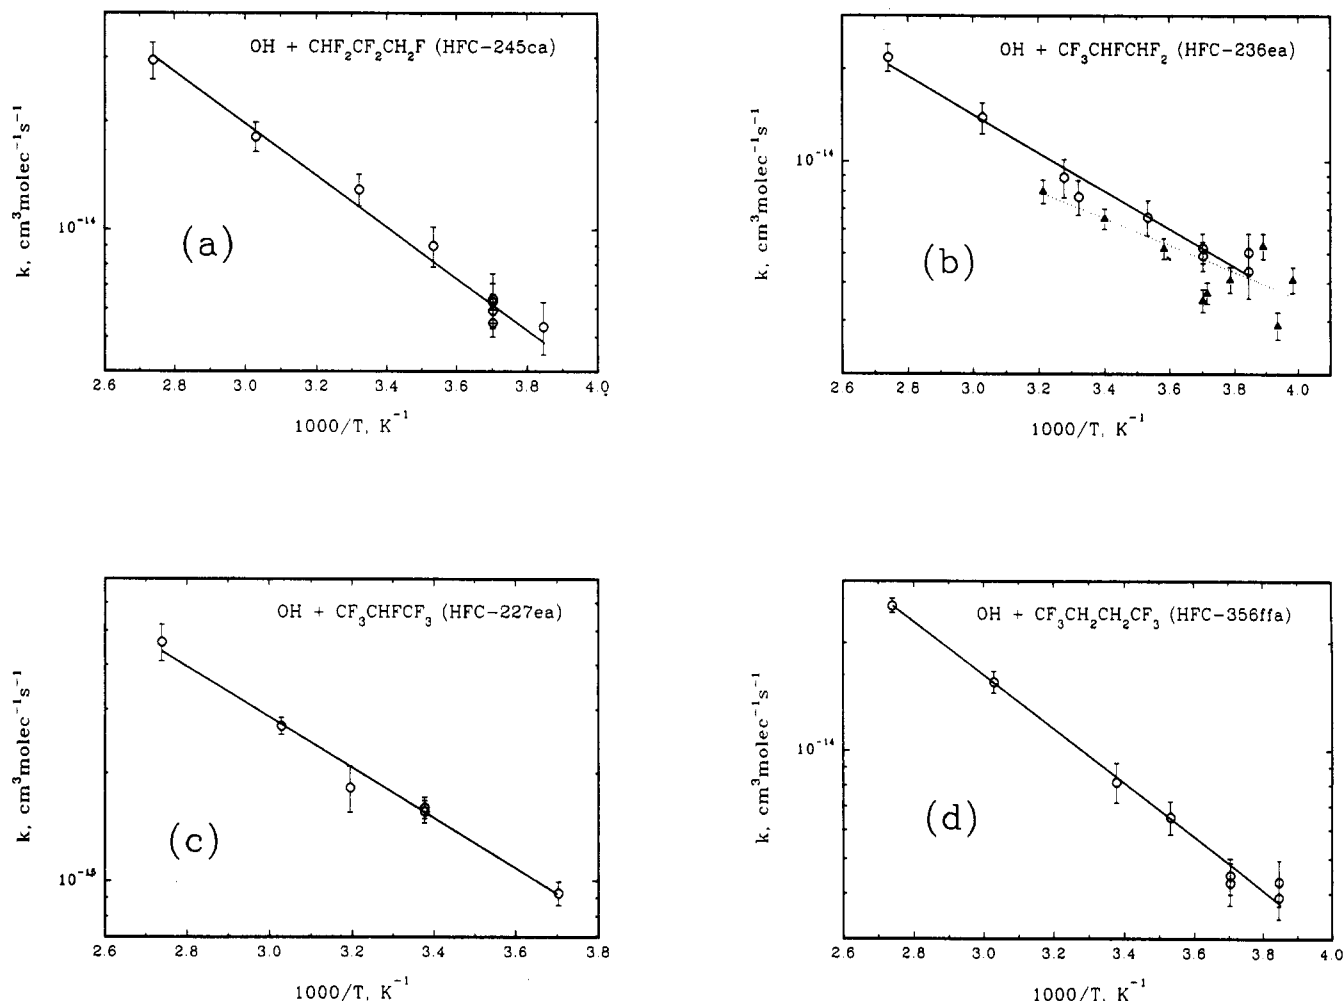 OH + CHF₂CF₂CH₂F (HFC-245ca)
k, cm³molec⁻¹s⁻¹
10⁻¹⁴
(a)
2.6 2.8 3.0 3.2 3.4 3.6 3.8 4.0
1000/T, K⁻¹
OH + CF₃CHFCHF₂ (HFC-236ea)
k, cm³molec⁻¹s⁻¹
10⁻¹⁴
(b)
2.6 2.8 3.0 3.2 3.4 3.6 3.8 4.0
1000/T, K⁻¹
OH + CF₃CHFCF₃ (HFC-227ea)
k, cm³molec⁻¹s⁻¹
10⁻¹⁵
(c)
2.6 2.8 3.0 3.2 3.4 3.6 3.8
1000/T, K⁻¹
OH + CF₃CH₂CH₂CF₃ (HFC-356ffa)
k, cm³molec⁻¹s⁻¹
10⁻¹⁴
(d)
2.6 2.8 3.0 3.2 3.4 3.6 3.8 4.0
1000/T, K⁻¹